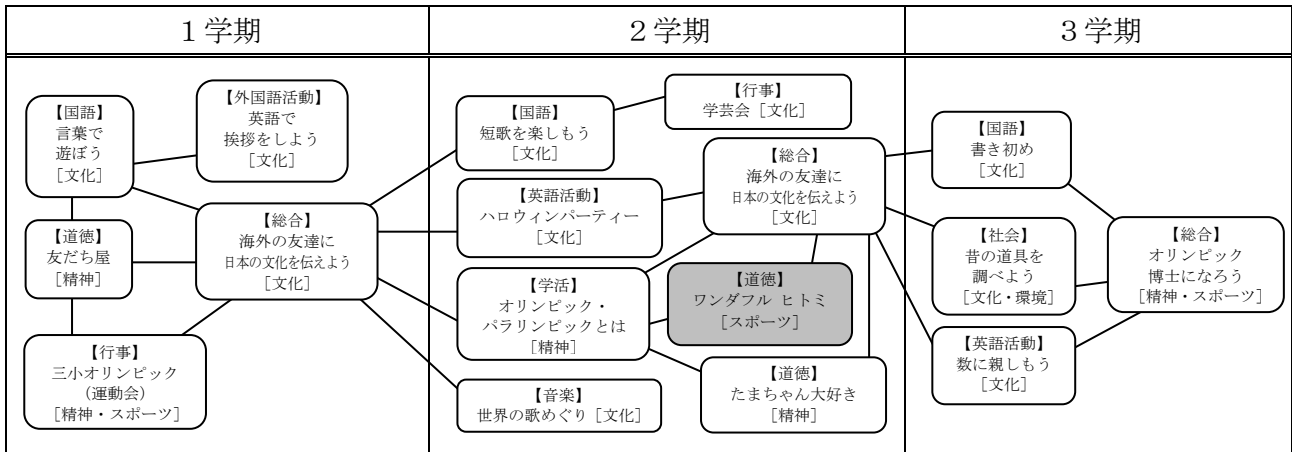 1学期
2学期
3学期
【国語】
言葉で
遊ぼう
［文化］
【外国語活動】
英語で
挨拶をしよう
［文化］
【道徳】
友だち屋
［精神］
【総合】
海外の友達に
日本の文化を伝えよう
［文化］
【行事】
三小オリンピック
（運動会）
［精神・スポーツ］
【国語】
短歌を楽しもう
［文化］
【行事】
学芸会［文化］
【英語活動】
ハロウィンパーティー
［文化］
【総合】
海外の友達に
日本の文化を伝えよう
［文化］
【学活】
オリンピック・
パラリンピックとは
［精神］
【道徳】
ワンダフル ヒトミ
［スポーツ］
【音楽】
世界の歌めぐり［文化］
【道徳】
たまちゃん大好き
［精神］
【国語】
書き初め
［文化］
【社会】
昔の道具を
調べよう
［文化・環境］
【総合】
オリンピック
博士になろう
［精神・スポーツ］
【英語活動】
数に親しもう
［文化］